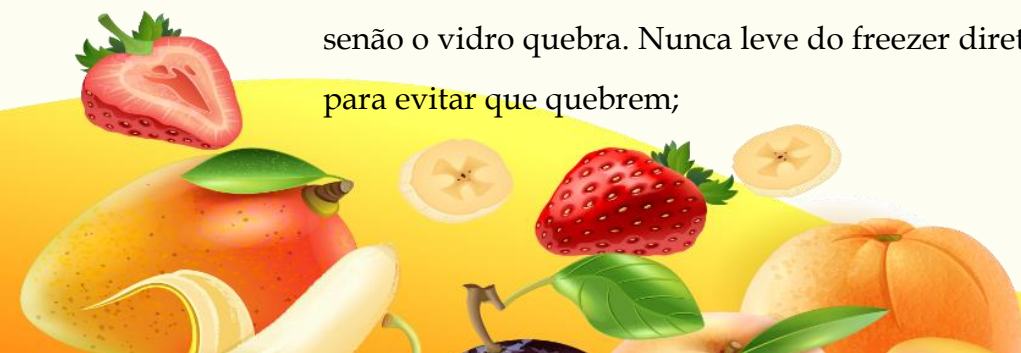 senão o vidro quebra. Nunca leve do freezer
para evitar que quebrem;